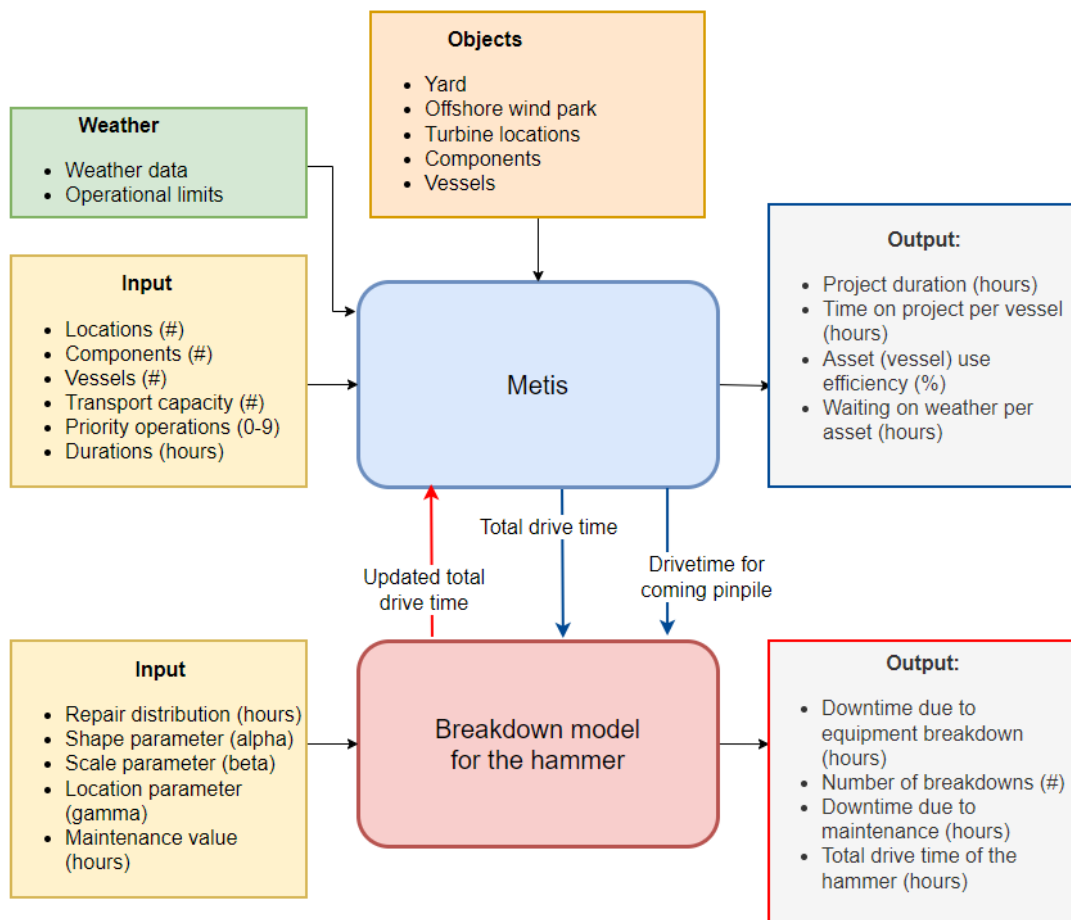 Objects
• Yard
• Offshore wind park
• Turbine locations
• Components
• Vessels
Weather
• Weather data
• Operational limits
Input
• Locations (#)
• Components (#)
• Vessels (#)
• Transport capacity (#)
• Priority operations (0-9)
• Durations (hours)
Metis
Output:
• Project duration (hours)
• Time on project per vessel
(hours)
• Asset (vessel) use
efficiency (%)
• Waiting on weather per
asset (hours)
Updated total
drive time
Total drive time
Drivetime for
coming pinpile
Input
• Repair distribution (hours)
• Shape parameter (alpha)
• Scale parameter (beta)
• Location parameter
(gamma)
• Maintenance value
(hours)
Breakdown model
for the hammer
Output:
• Downtime due to
equipment breakdown
(hours)
• Number of breakdowns (#)
• Downtime due to
maintenance (hours)
• Total drive time of the
hammer (hours)